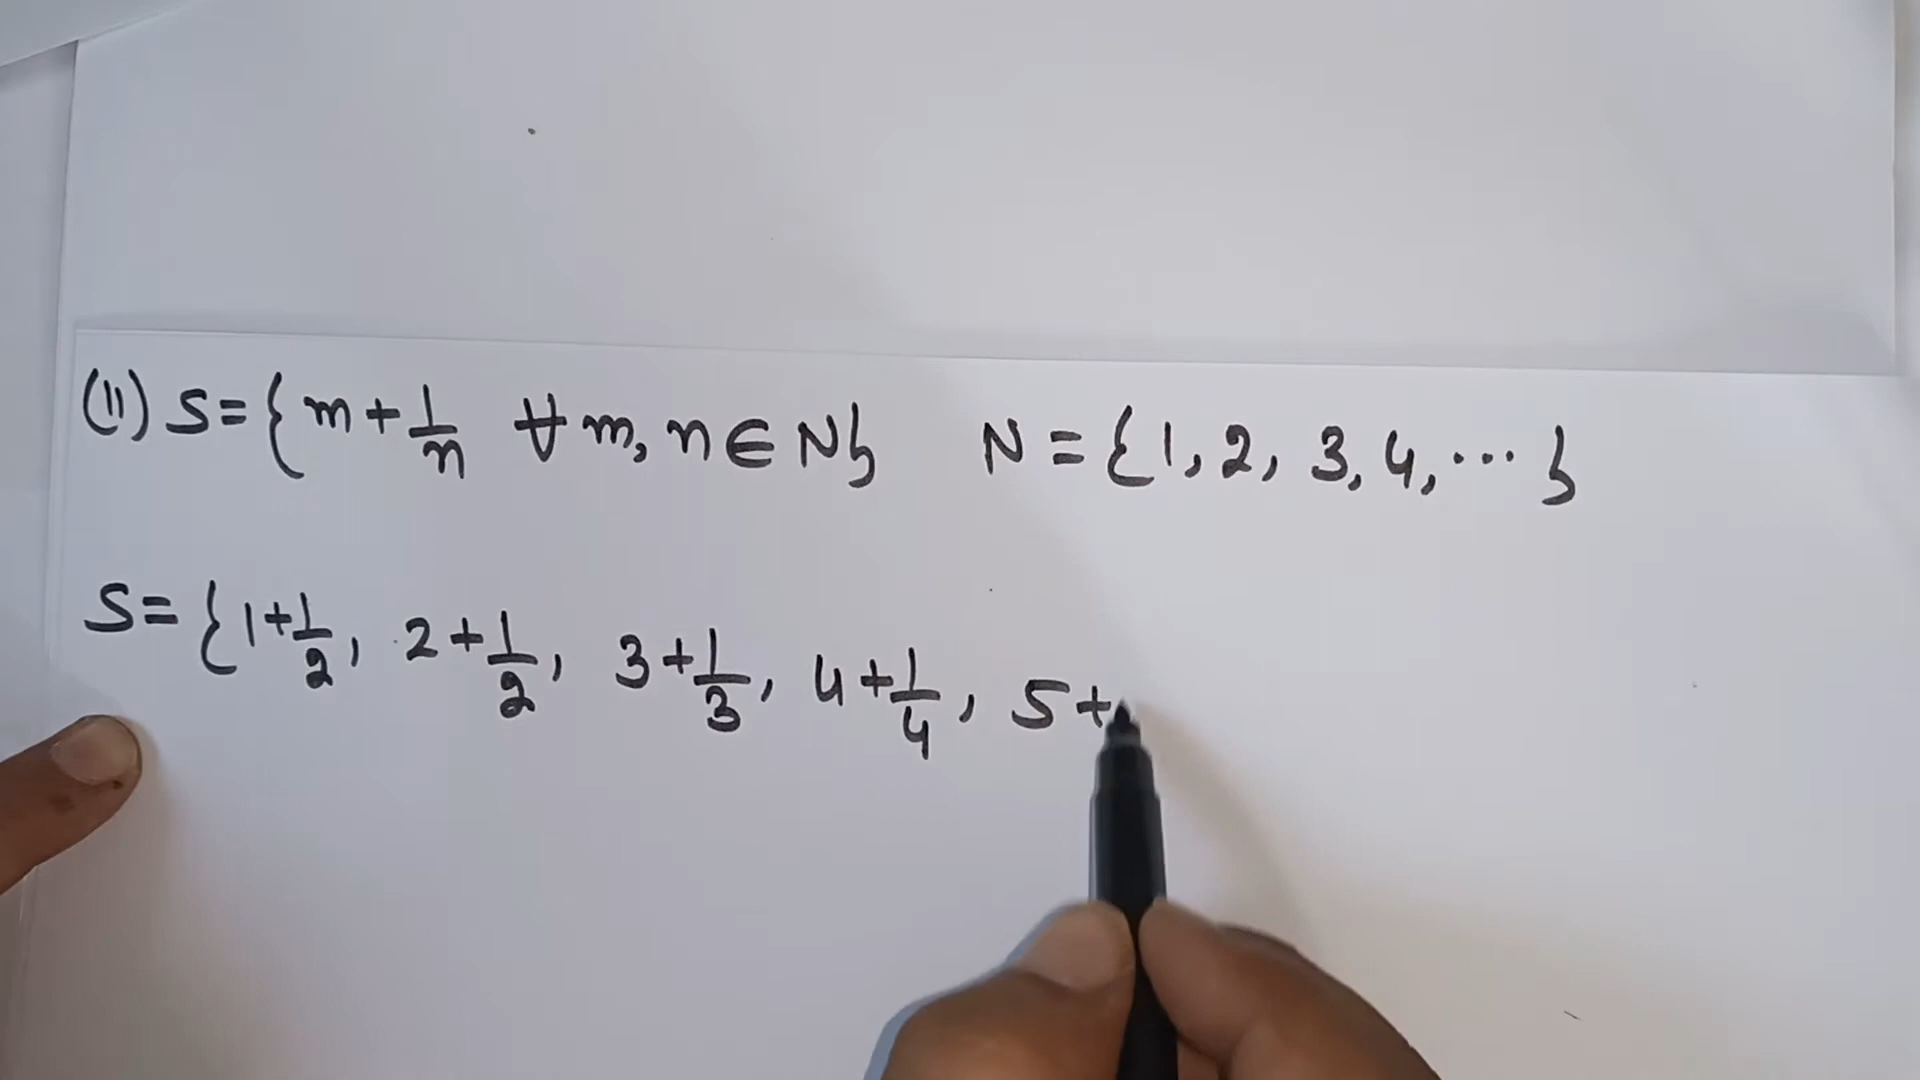 (II) S = { m + 1/n ∀ m, n ∈ N } N = { 1, 2, 3, 4, ... }
S = { 1 + 1/2, 2 + 1/2, 3 + 1/3, 4 + 1/4, 5 +